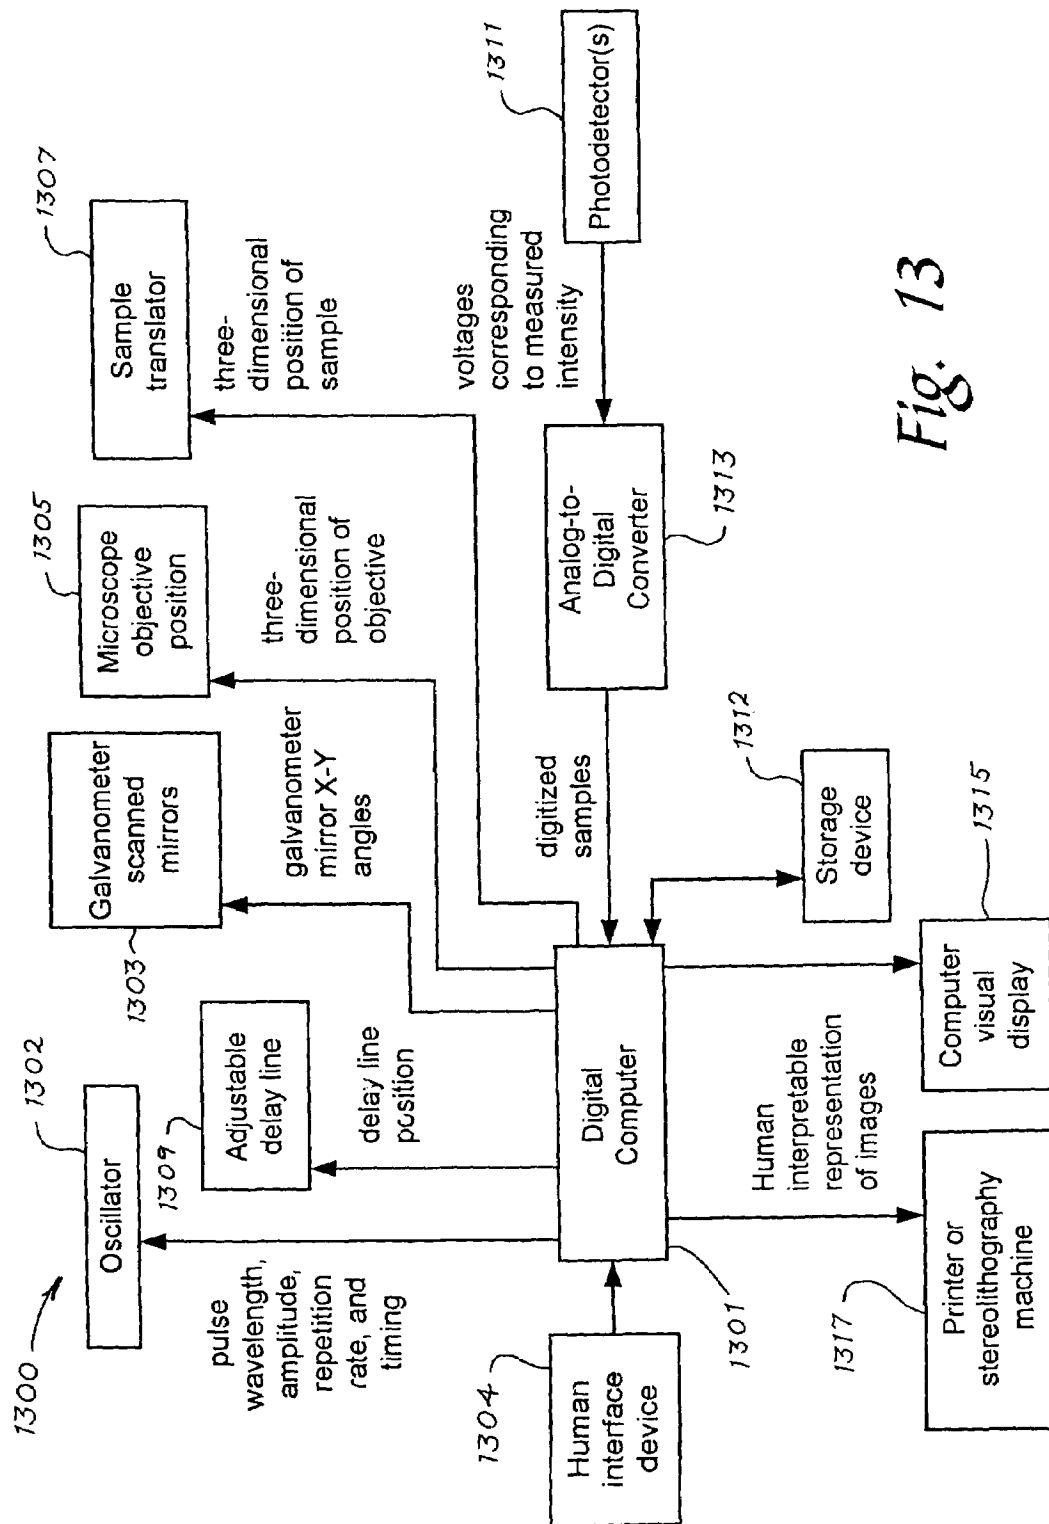 1300
1302
Oscillator
pulse
wavelength,
amplitude,
repetition
rate, and
timing
1309
Adjustable
delay line
delay line
position
1303
Galvanometer
scanned
mirrors
galvanometer
mirror X-Y
angles
1305
Microscope
objective
position
three-
dimensional
position of
objective
1307
Sample
translator
three-
dimensional
position of
sample
1304
Human
interface
device
1301
Digital
Computer
digitized
samples
Analog-to-
Digital
Converter
1313
voltages
corresponding
to measured
intensity
Photodetector(s)
1311
1312
Storage
device
1317
Printer or
stereolithography
machine
Human
interpretable
representation
of images
Computer
visual
display
1315
Fig. 13